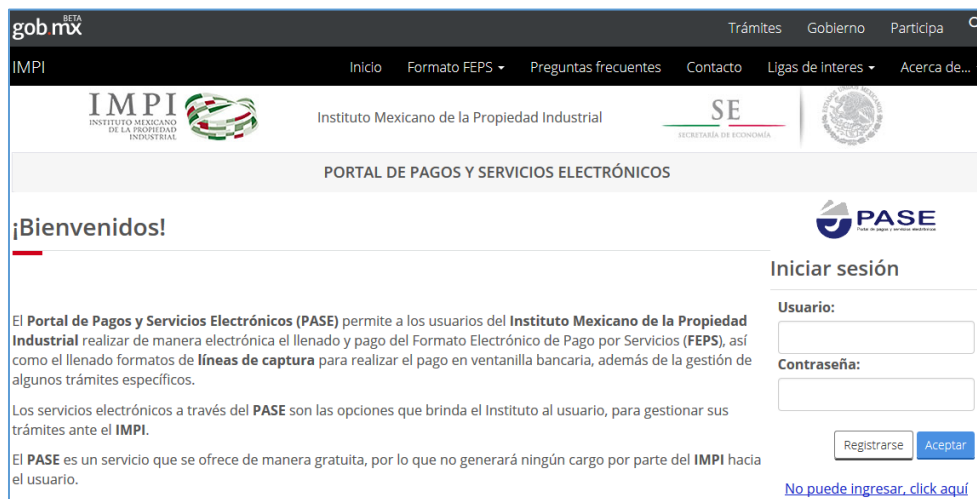 gob.mx BETA
Trámites Gobierno Participa
IMPI Inicio Formato FEPS Preguntas frecuentes Contacto Ligas de interes Acerca de...
IMPI
INSTITUTO MEXICANO
DE LA PROPIEDAD
INDUSTRIAL
Instituto Mexicano de la Propiedad Industrial
SE
SECRETARÍA DE ECONOMÍA
ESTADOS UNIDOS MEXICANOS
PORTAL DE PAGOS Y SERVICIOS ELECTRÓNICOS
¡Bienvenidos!
PASE
Portal de pagos y servicios electrónicos
Iniciar sesión
Usuario:
Contraseña:
Registrarse Aceptar
No puede ingresar, click aquí
El Portal de Pagos y Servicios Electrónicos (PASE) permite a los usuarios del Instituto Mexicano de la Propiedad
Industrial realizar de manera electrónica el llenado y pago del Formato Electrónico de Pago por Servicios (FEPS), así
como el llenado formatos de líneas de captura para realizar el pago en ventanilla bancaria, además de la gestión de
algunos trámites específicos.
Los servicios electrónicos a través del PASE son las opciones que brinda el Instituto al usuario, para gestionar sus
trámites ante el IMPI.
El PASE es un servicio que se ofrece de manera gratuita, por lo que no generará ningún cargo por parte del IMPI hacia
el usuario.